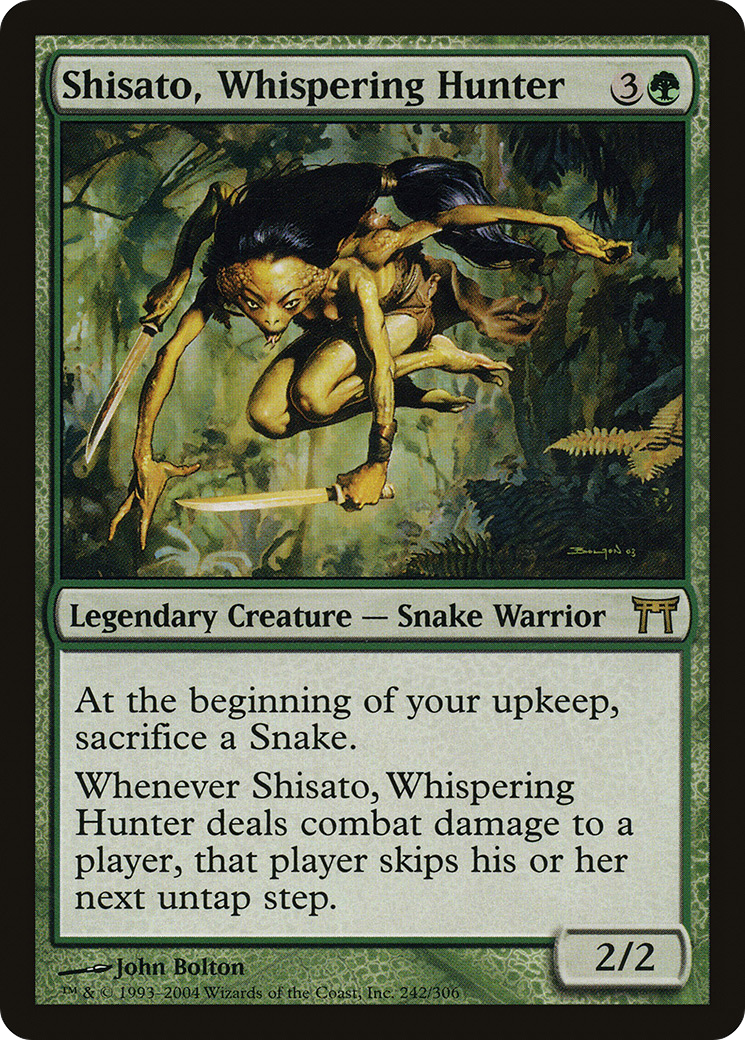 Shisato, Whispering Hunter 3
BOLTON 03
Legendary Creature — Snake Warrior
At the beginning of your upkeep,
sacrifice a Snake.
Whenever Shisato, Whispering
Hunter deals combat damage to a
player, that player skips his or her
next untap step.
2/2
John Bolton
™ & © 1993–2004 Wizards of the Coast, Inc. 242/306